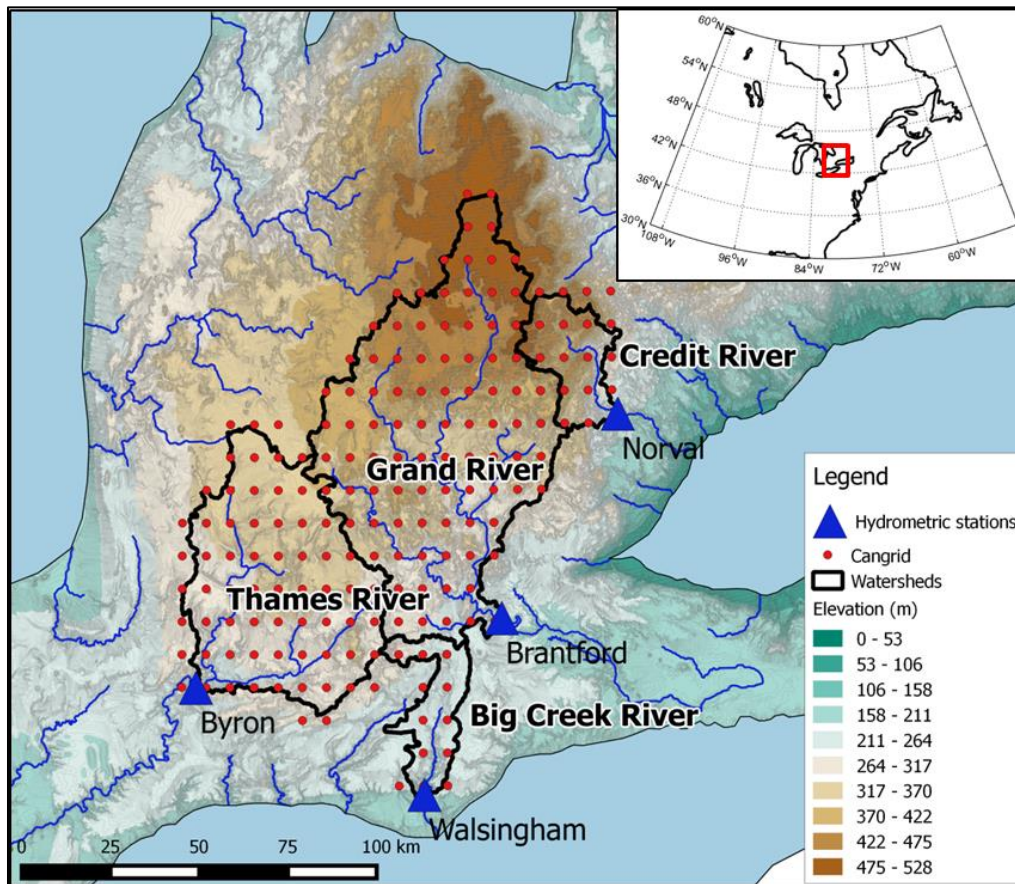 60°N
54°N
48°N
42°N
36°N
30°N
108°W
96°W
84°W
72°W
60°W
Credit River
Norval
Grand River
Thames River
Brantford
Byron
Big Creek River
Walsingham
0 25 50 75 100 km
Legend
Hydrometric stations
Cangrid
Watersheds
Elevation (m)
0 - 53
53 - 106
106 - 158
158 - 211
211 - 264
264 - 317
317 - 370
370 - 422
422 - 475
475 - 528